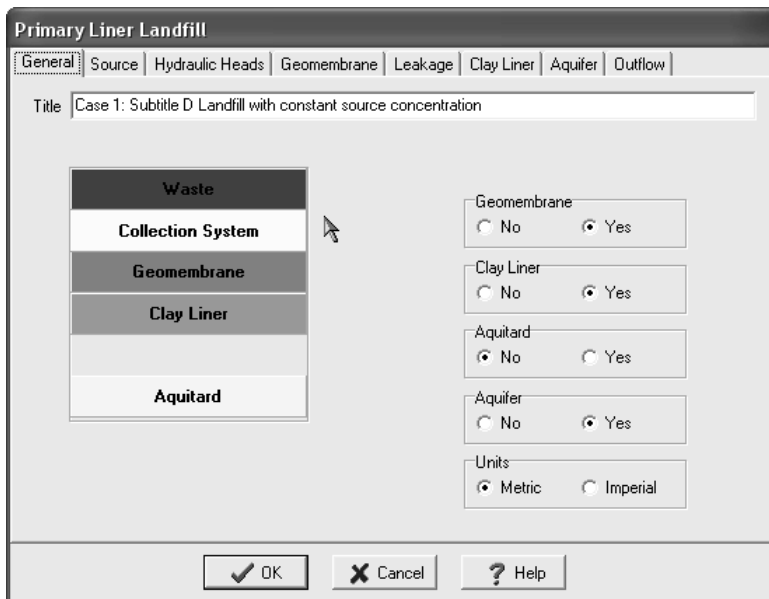 Primary Liner Landfill
General Source Hydraulic Heads Geomembrane Leakage Clay Liner Aquifer Outflow
Title Case 1: Subtitle D Landfill with constant source concentration
Waste
Collection System
Geomembrane
Clay Liner
Aquitard
Geomembrane
No Yes
Clay Liner
No Yes
Aquitard
No Yes
Aquifer
No Yes
Units
Metric Imperial
OK Cancel Help